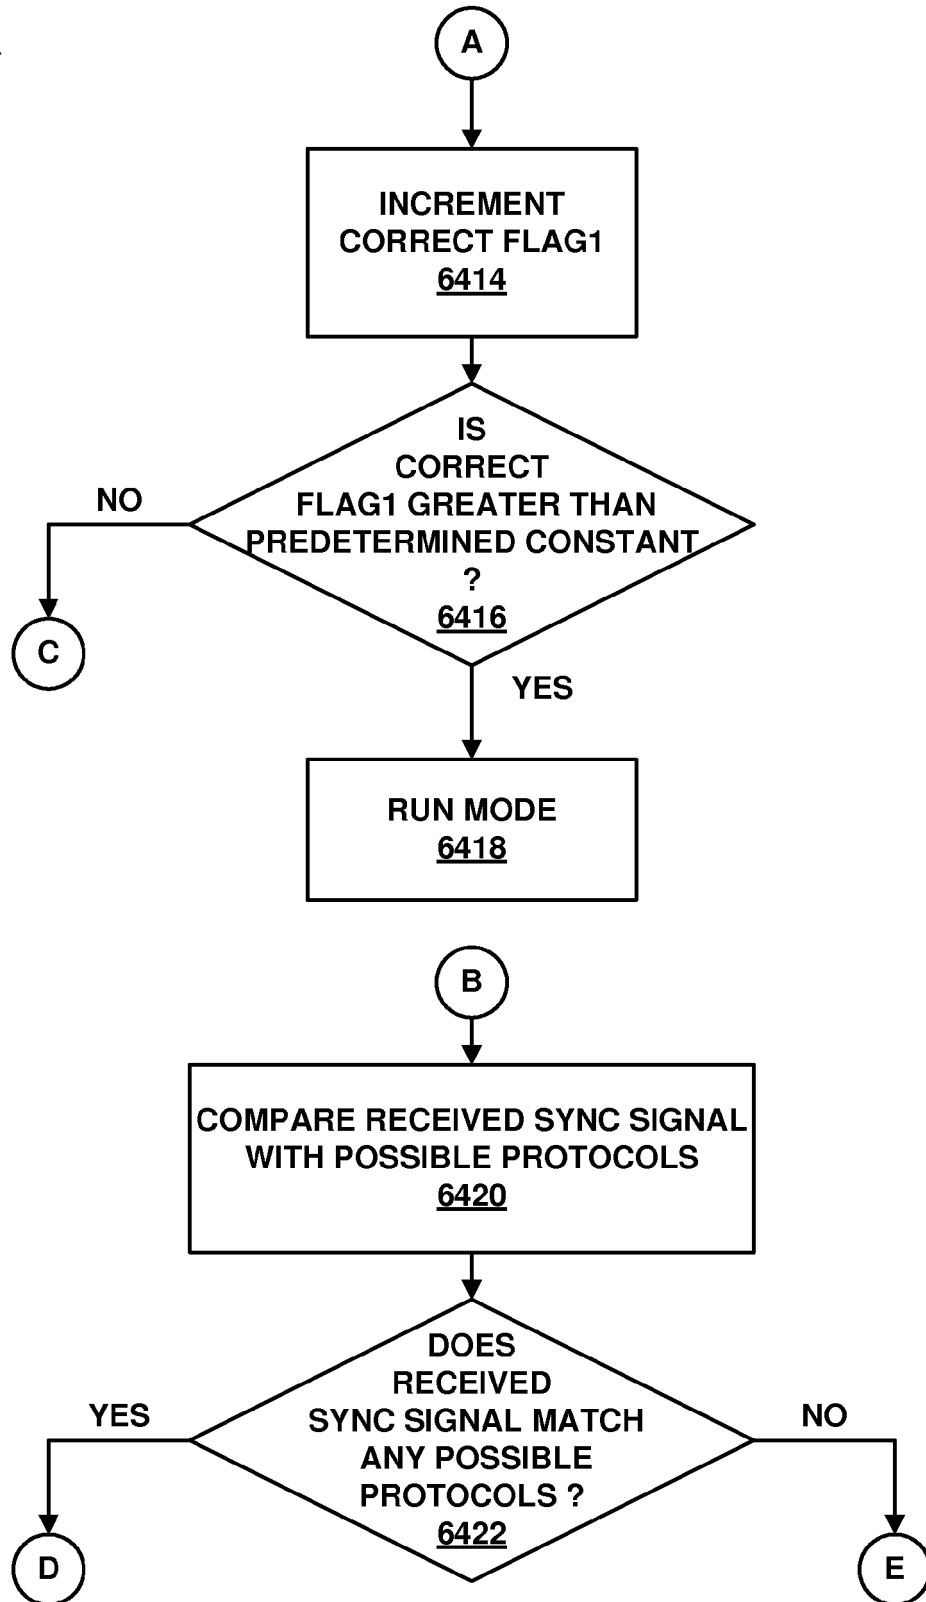 A
INCREMENT
CORRECT FLAG1
6414
IS
CORRECT
FLAG1 GREATER THAN
PREDETERMINED CONSTANT
?
6416
NO
C
YES
RUN MODE
6418
B
COMPARE RECEIVED SYNC SIGNAL
WITH POSSIBLE PROTOCOLS
6420
DOES
RECEIVED
SYNC SIGNAL MATCH
ANY POSSIBLE
PROTOCOLS ?
6422
YES
NO
D
E